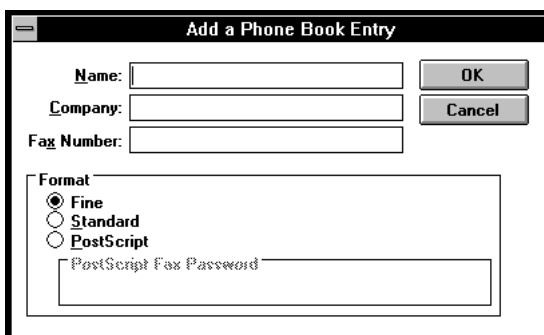 Add a Phone Book Entry
Name:
OK
Company:
Cancel
Fax Number:
Format
Fine
Standard
PostScript
PostScript Fax Password